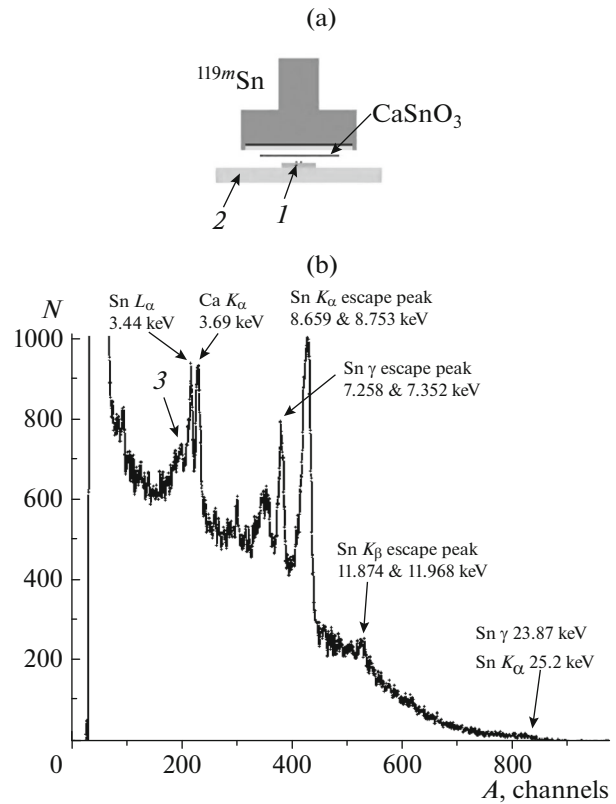 (a)
119mSn
CaSnO3
2
1
(b)
N
Sn Lα
3.44 keV
Ca Kα
3.69 keV
Sn Kα escape peak
8.659 & 8.753 keV
Sn γ escape peak
7.258 & 7.352 keV
3
Sn Kβ escape peak
11.874 & 11.968 keV
Sn γ 23.87 keV
Sn Kα 25.2 keV
1000
800
600
400
200
0 200 400 600 800
A, channels